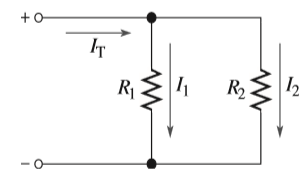 +
I_T
R_1 I_1 R_2 I_2
−